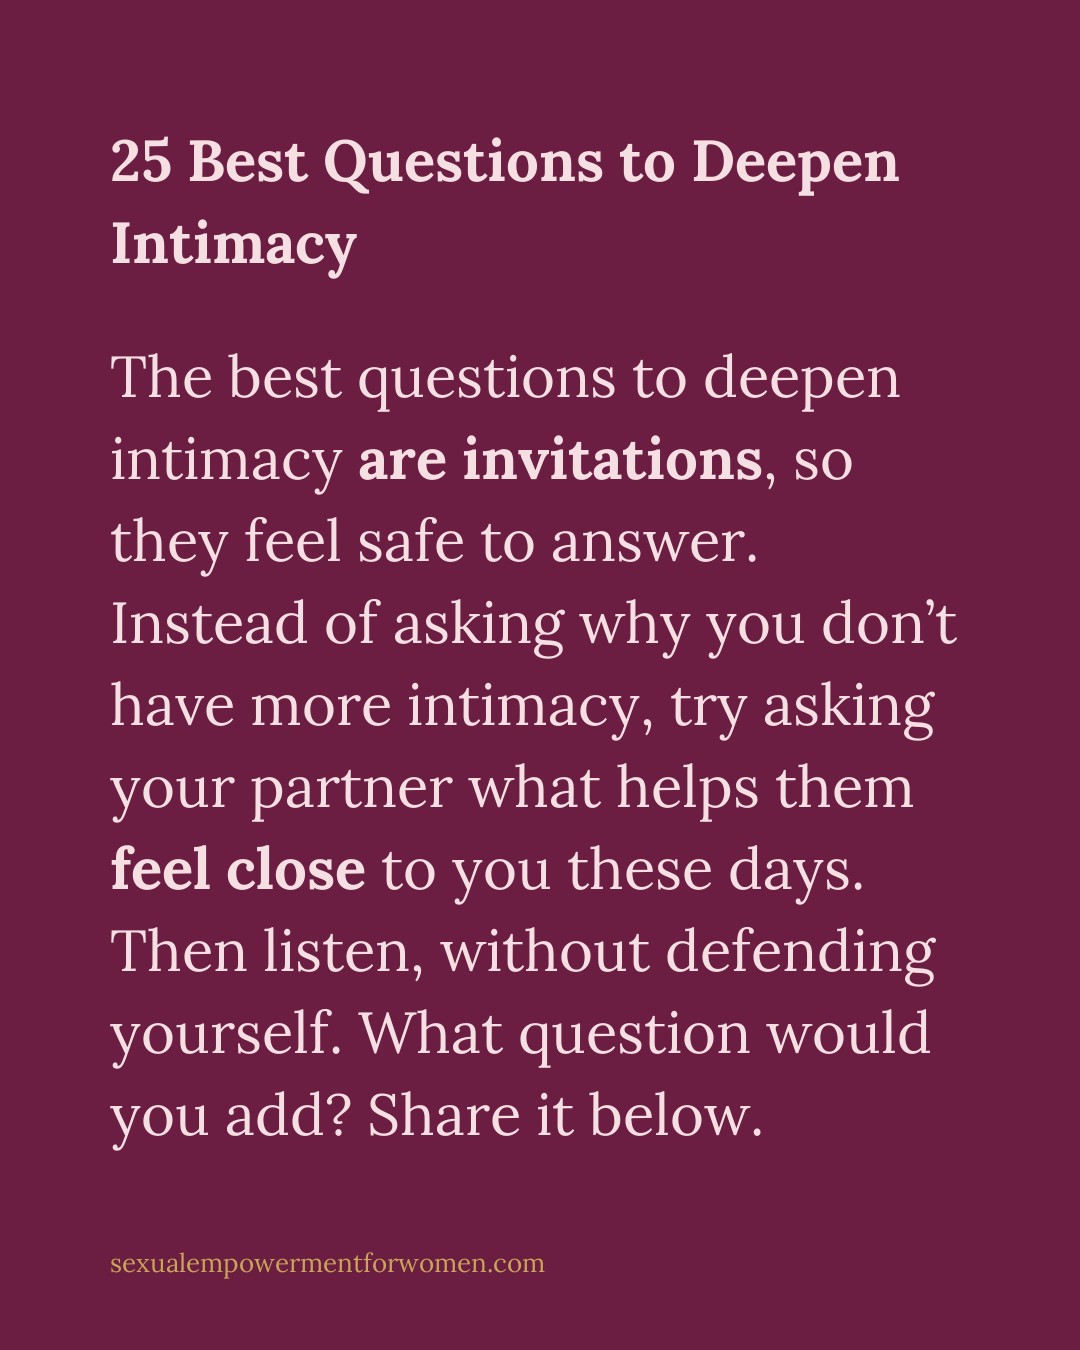 25 Best Questions to Deepen
Intimacy
The best questions to deepen
intimacy are invitations, so
they feel safe to answer.
Instead of asking why you don’t
have more intimacy, try asking
your partner what helps them
feel close to you these days.
Then listen, without defending
yourself. What question would
you add? Share it below.
sexualempowermentforwomen.com